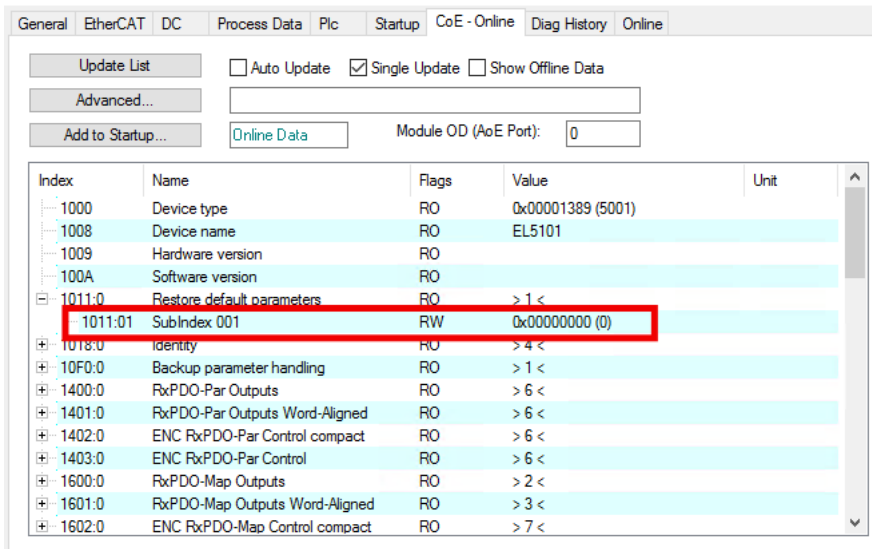 General EtherCAT DC Process Data Plc Startup CoE - Online Diag History Online
Update List Auto Update Single Update Show Offline Data
Advanced...
Add to Startup... Online Data Module OD (AoE Port): 0
Index Name Flags Value Unit
1000 Device type RO 0x00001389 (5001)
1008 Device name RO EL5101
1009 Hardware version RO
100A Software version RO
1011:0 Restore default parameters RO > 1 <
1011:01 SubIndex 001 RW 0x00000000 (0)
1018:0 Identity RO > 4 <
10F0:0 Backup parameter handling RO > 1 <
1400:0 RxPDO-Par Outputs RO > 6 <
1401:0 RxPDO-Par Outputs Word-Aligned RO > 6 <
1402:0 ENC RxPDO-Par Control compact RO > 6 <
1403:0 ENC RxPDO-Par Control RO > 6 <
1600:0 RxPDO-Map Outputs RO > 2 <
1601:0 RxPDO-Map Outputs Word-Aligned RO > 3 <
1602:0 ENC RxPDO-Map Control compact RO > 7 <